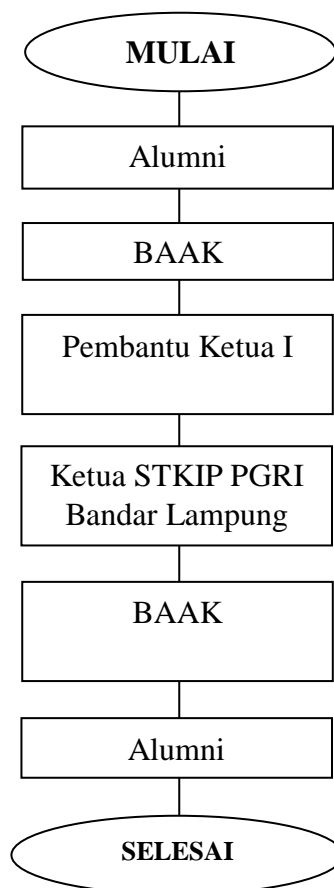 MULAI
Alumni
BAAK
Pembantu Ketua I
Ketua STKIP PGRI
Bandar Lampung
BAAK
Alumni
SELESAI